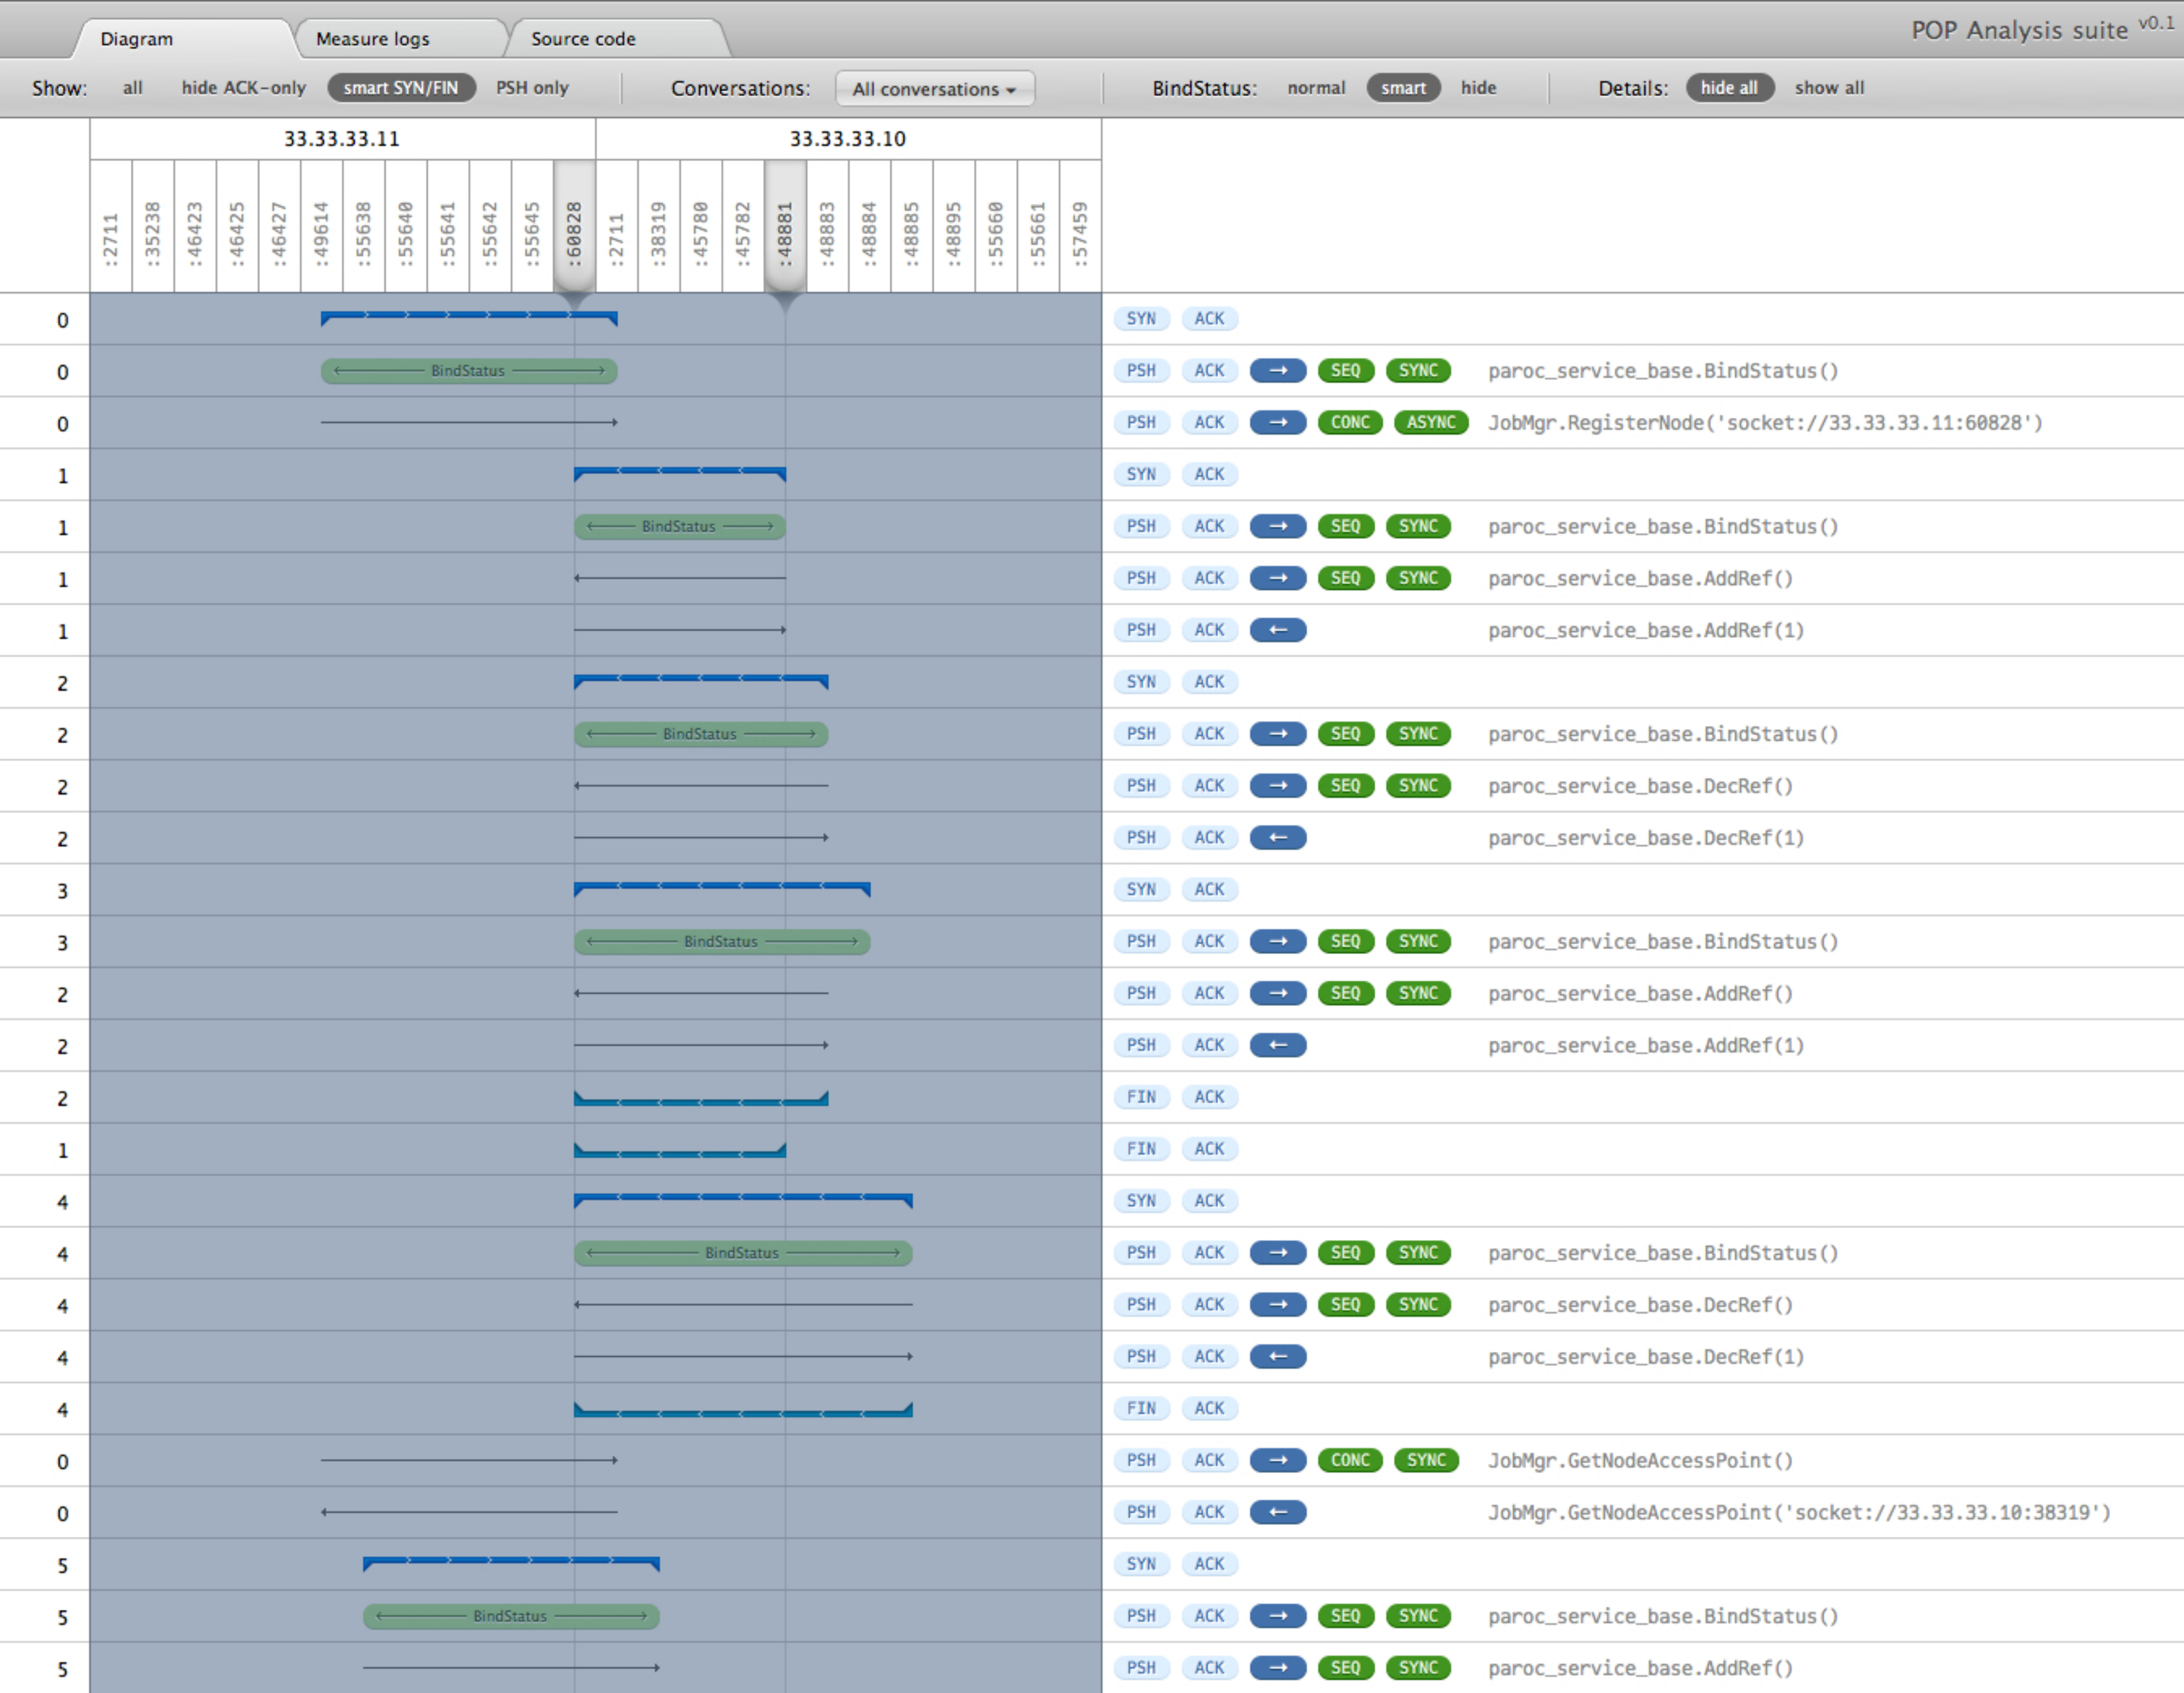 Diagram Measure logs Source code POP Analysis suite v0.1
Show: all hide ACK-only smart SYN/FIN PSH only Conversations: All conversations BindStatus: normal smart hide Details: hide all show all
33.33.33.11 33.33.33.10
:2711 :35238 :46423 :46425 :46427 :49614 :55638 :55640 :55641 :55642 :55645 :60828 :2711 :38319 :45780 :45782 :48881 :48883 :48884 :48885 :48895 :55660 :55661 :57459
0 SYN ACK
0 ← BindStatus → PSH ACK → SEQ SYNC paroc_service_base.BindStatus()
0 PSH ACK → CONC ASYNC JobMgr.RegisterNode('socket://33.33.33.11:60828')
1 SYN ACK
1 ← BindStatus → PSH ACK → SEQ SYNC paroc_service_base.BindStatus()
1 PSH ACK → SEQ SYNC paroc_service_base.AddRef()
1 PSH ACK ← paroc_service_base.AddRef(1)
2 SYN ACK
2 ← BindStatus → PSH ACK → SEQ SYNC paroc_service_base.BindStatus()
2 PSH ACK → SEQ SYNC paroc_service_base.DecRef()
2 PSH ACK ← paroc_service_base.DecRef(1)
3 SYN ACK
3 ← BindStatus → PSH ACK → SEQ SYNC paroc_service_base.BindStatus()
2 PSH ACK → SEQ SYNC paroc_service_base.AddRef()
2 PSH ACK ← paroc_service_base.AddRef(1)
2 FIN ACK
1 FIN ACK
4 SYN ACK
4 ← BindStatus → PSH ACK → SEQ SYNC paroc_service_base.BindStatus()
4 PSH ACK → SEQ SYNC paroc_service_base.DecRef()
4 PSH ACK ← paroc_service_base.DecRef(1)
4 FIN ACK
0 PSH ACK → CONC SYNC JobMgr.GetNodeAccessPoint()
0 PSH ACK ← JobMgr.GetNodeAccessPoint('socket://33.33.33.10:38319')
5 SYN ACK
5 ← BindStatus → PSH ACK → SEQ SYNC paroc_service_base.BindStatus()
5 PSH ACK → SEQ SYNC paroc_service_base.AddRef()